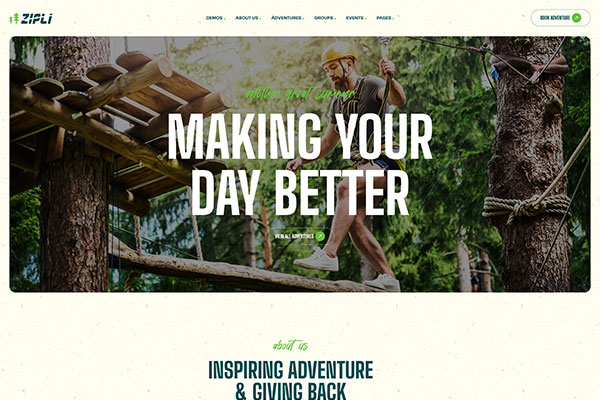 ZIPLI
DEMOS
ABOUT US
ADVENTURES
GROUPS
EVENTS
PAGES
BOOK ADVENTURE
another great summer
MAKING YOUR
DAY BETTER
VIEW ALL ADVENTURES
about us
INSPIRING ADVENTURE
& GIVING BACK